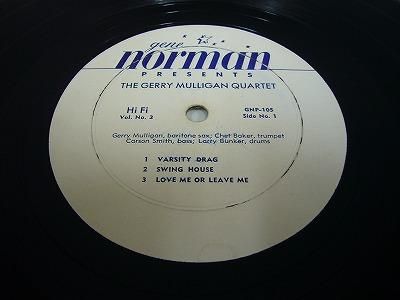 gene
norman
PRESENTS
THE GERRY MULLIGAN QUARTET
Hi Fi
Vol. No. 3
GNP-105
Side No. 1
Gerry Mulligan, baritone sax; Chet Baker, trumpet
Carson Smith, bass; Larry Bunker, drums
1 VARSITY DRAG
2 SWING HOUSE
3 LOVE ME OR LEAVE ME